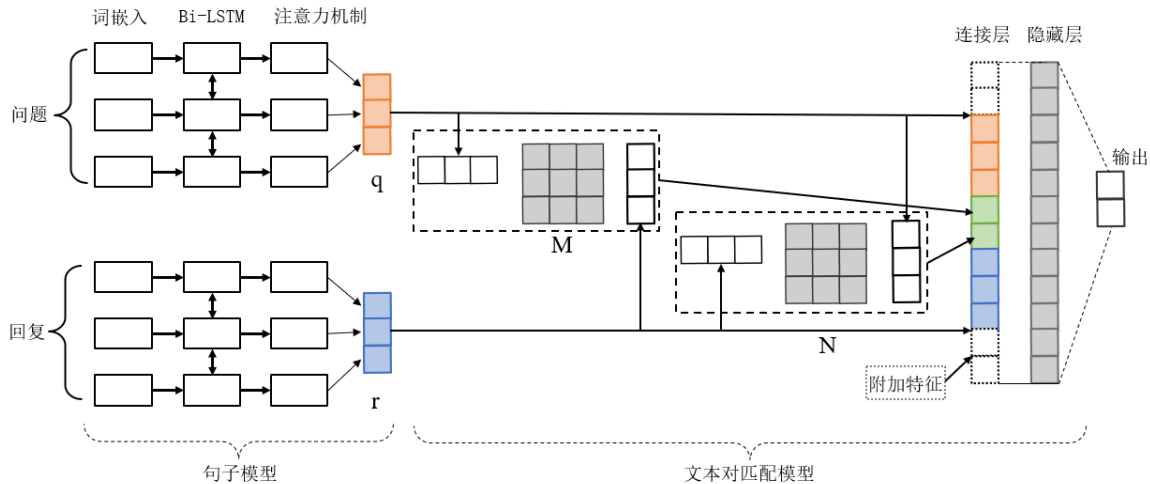 词嵌入
Bi-LSTM
注意力机制
连接层
隐藏层
问题
q
输出
M
回复
N
附加特征
r
句子模型
文本对匹配模型